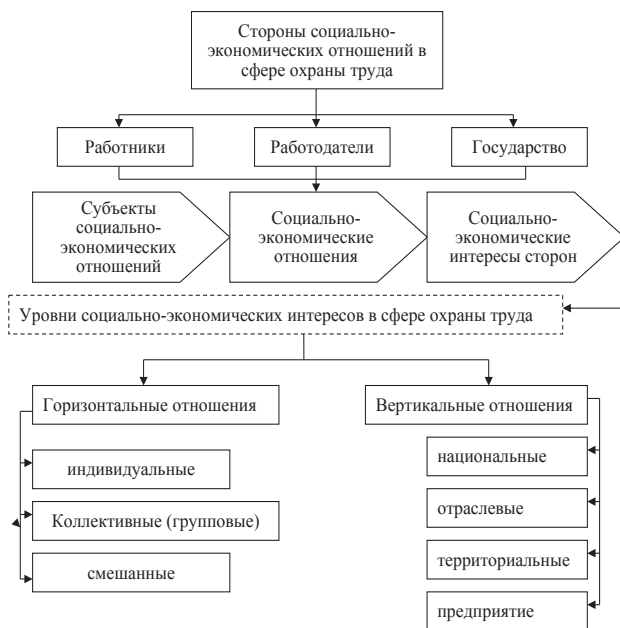 Стороны социально-
экономических отношений в
сфере охраны труда
Работники
Работодатели
Государство
Субъекты
социально-
экономических
отношений
Социально-
экономические
отношения
Социально-
экономические
интересы сторон
Уровни социально-экономических интересов в сфере охраны труда
Горизонтальные отношения
индивидуальные
Коллективные (групповые)
смешанные
Вертикальные отношения
национальные
отраслевые
территориальные
предприятие